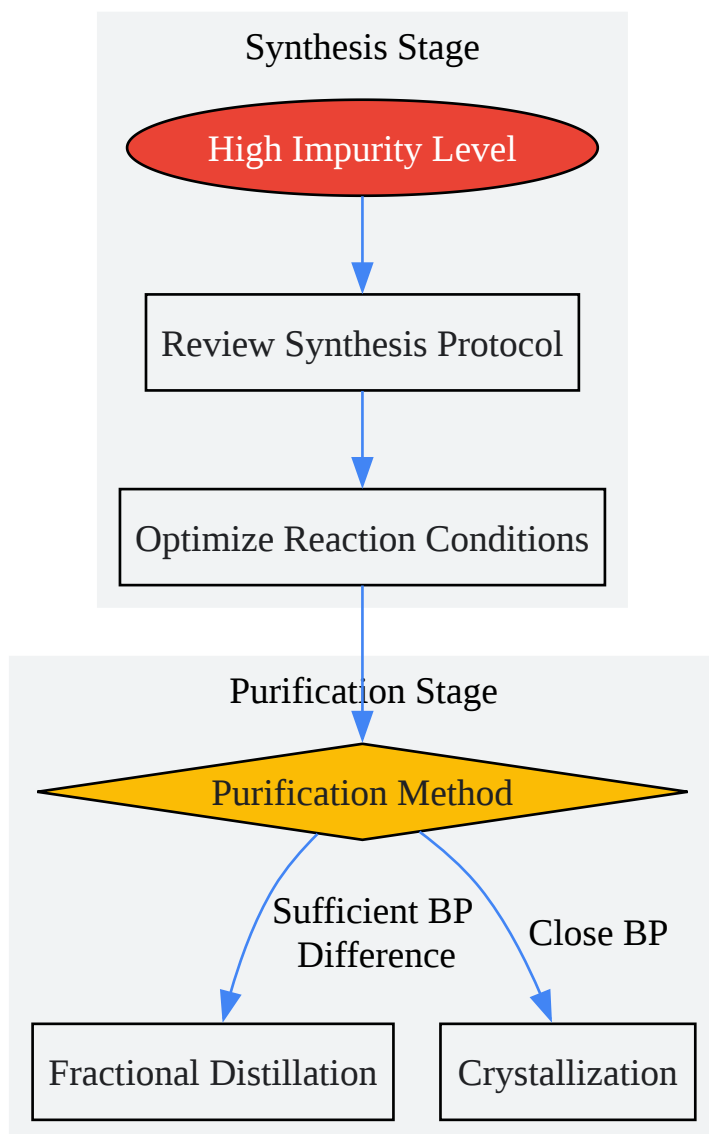 Synthesis Stage
High Impurity Level
Review Synthesis Protocol
Optimize Reaction Conditions
Purification Stage
Purification Method
Sufficient BP
Difference
Close BP
Fractional Distillation
Crystallization